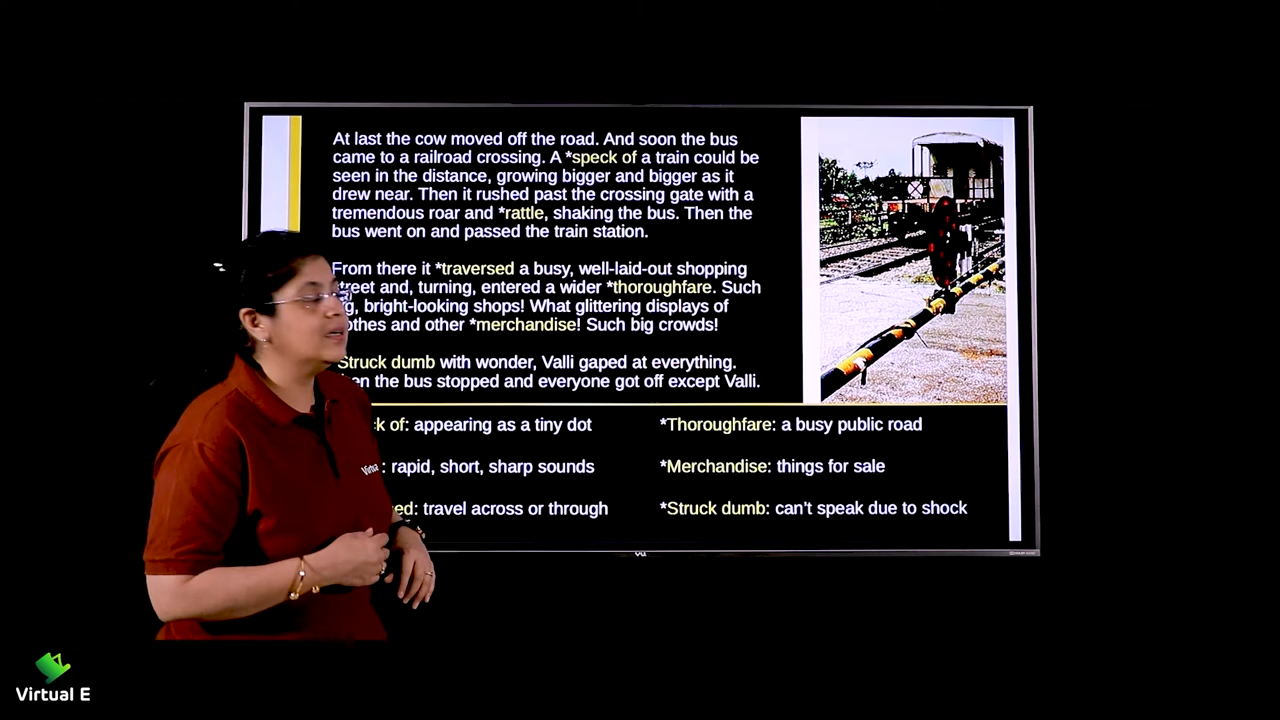 At last the cow moved off the road. And soon the bus
came to a railroad crossing. A *speck of a train could be
seen in the distance, growing bigger and bigger as it
drew near. Then it rushed past the crossing gate with a
tremendous roar and *rattle, shaking the bus. Then the
bus went on and passed the train station.
From there it *traversed a busy, well-laid-out shopping
and, turning, entered a wider *thoroughfare. Such
bright-looking shops! What glittering displays of
and other *merchandise! Such big crowds!
Struck dumb with wonder, Valli gaped at everything.
the bus stopped and everyone got off except Valli.
of: appearing as a tiny dot
*Thoroughfare: a busy public road
: rapid, short, sharp sounds
*Merchandise: things for sale
travel across or through
*Struck dumb: can't speak due to shock
Virtual E